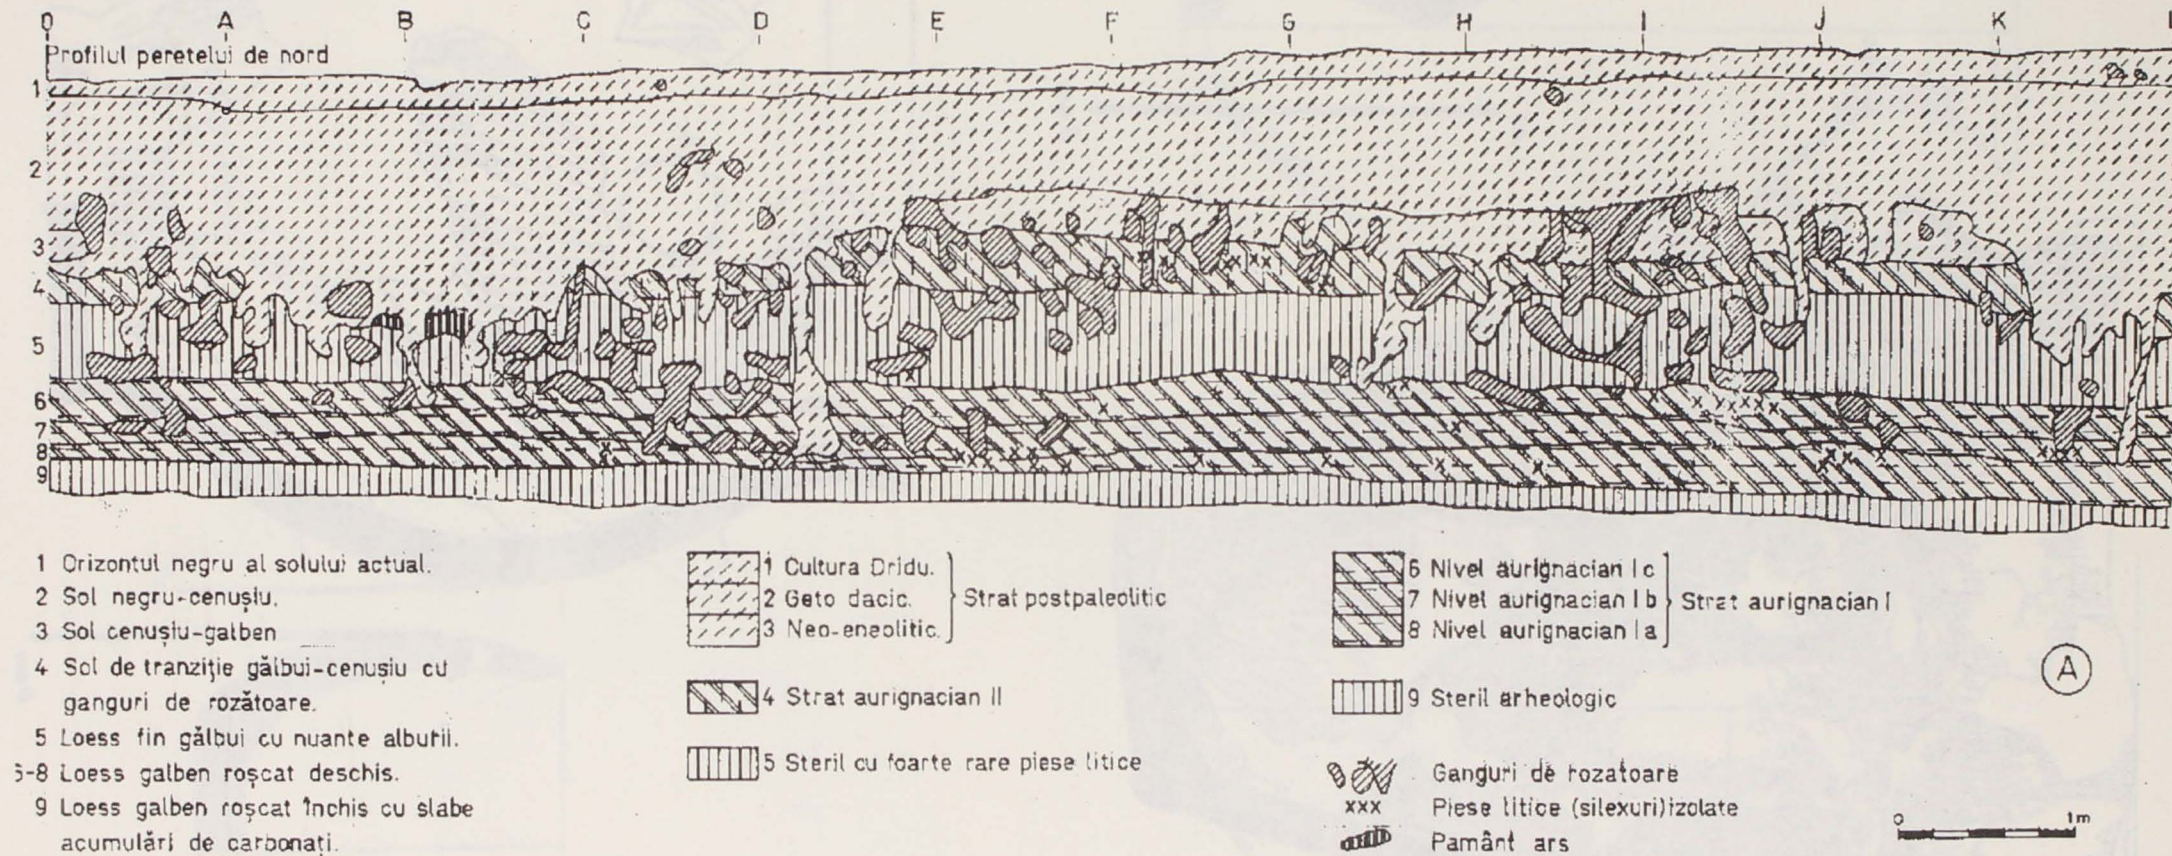 0 A B C D E F G H I J K
Profilul peretelui de nord
1
2
3
4
5
6
7
8
9
1 Orizontul negru al solului actual.
2 Sol negru-cenușiu.
3 Sol cenușiu-galben
4 Sol de tranziție gălbui-cenușiu cu
ganguri de rozătoare.
5 Loess fin gălbui cu nuante albutii.
6-8 Loess galben roșcat deschis.
9 Loess galben roșcat închis cu slabe
acumulări de carbonați.
1 Cultura Dridu.
2 Geto dacic.
3 Neo-eneolitic.
Strat postpaleolitic
4 Strat aurignacian II
5 Steril cu foarte rare piese litice
6 Nivel aurignacian I c
7 Nivel aurignacian I b
8 Nivel aurignacian I a
Strat aurignacian I
9 Steril arheologic
Ganguri de rozatoare
xxx Piese litice (silexuri) izolate
Pamânt ars
A
0 1m